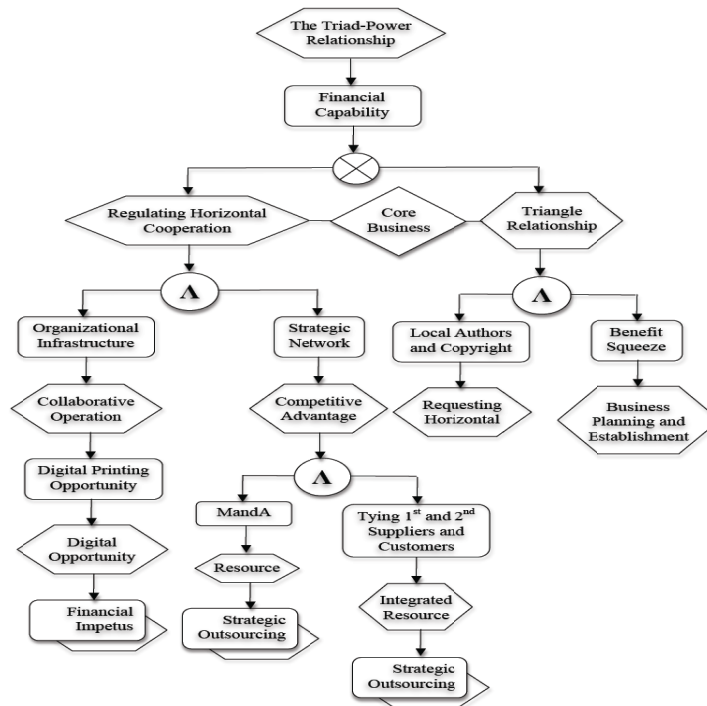 The Triad-Power
Relationship
Financial
Capability
Regulating Horizontal
Cooperation
Core
Business
Triangle
Relationship
Λ
Λ
Organizational
Infrastructure
Strategic
Network
Local Authors
and Copyright
Benefit
Squeeze
Collaborative
Operation
Competitive
Advantage
Requesting
Horizontal
Business
Planning and
Establishment
Digital Printing
Opportunity
Λ
MandA
Tying 1st and 2nd
Suppliers and
Customers
Digital
Opportunity
Resource
Financial
Impetus
Strategic
Outsourcing
Integrated
Resource
Strategic
Outsourcing